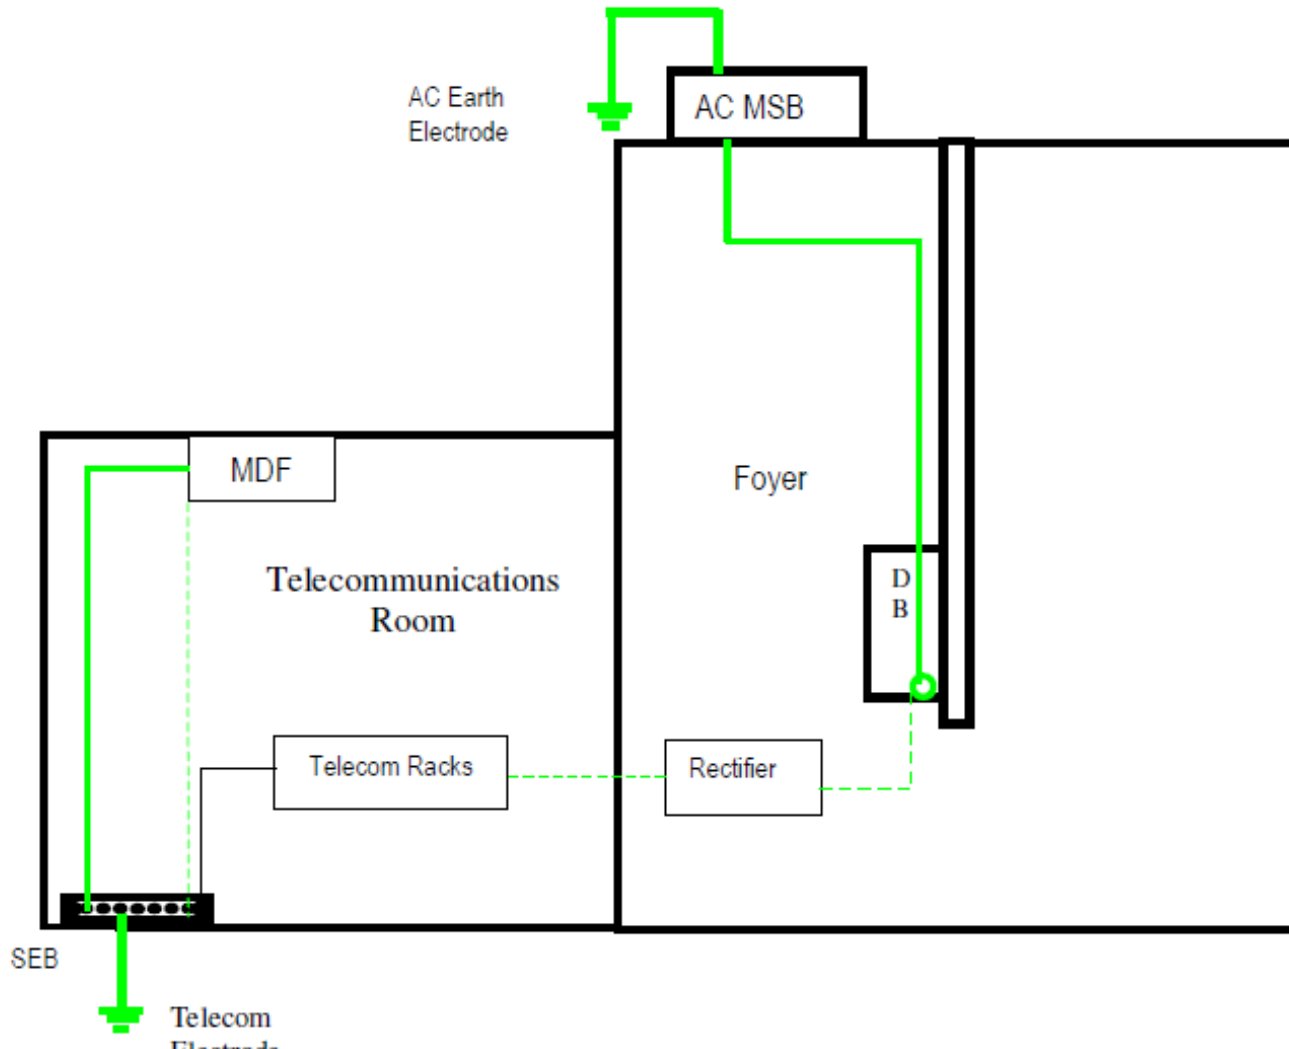 AC Earth
Electrode
AC MSB
MDF
Foyer
Telecommunications
Room
D
B
Telecom Racks
Rectifier
SEB
Telecom